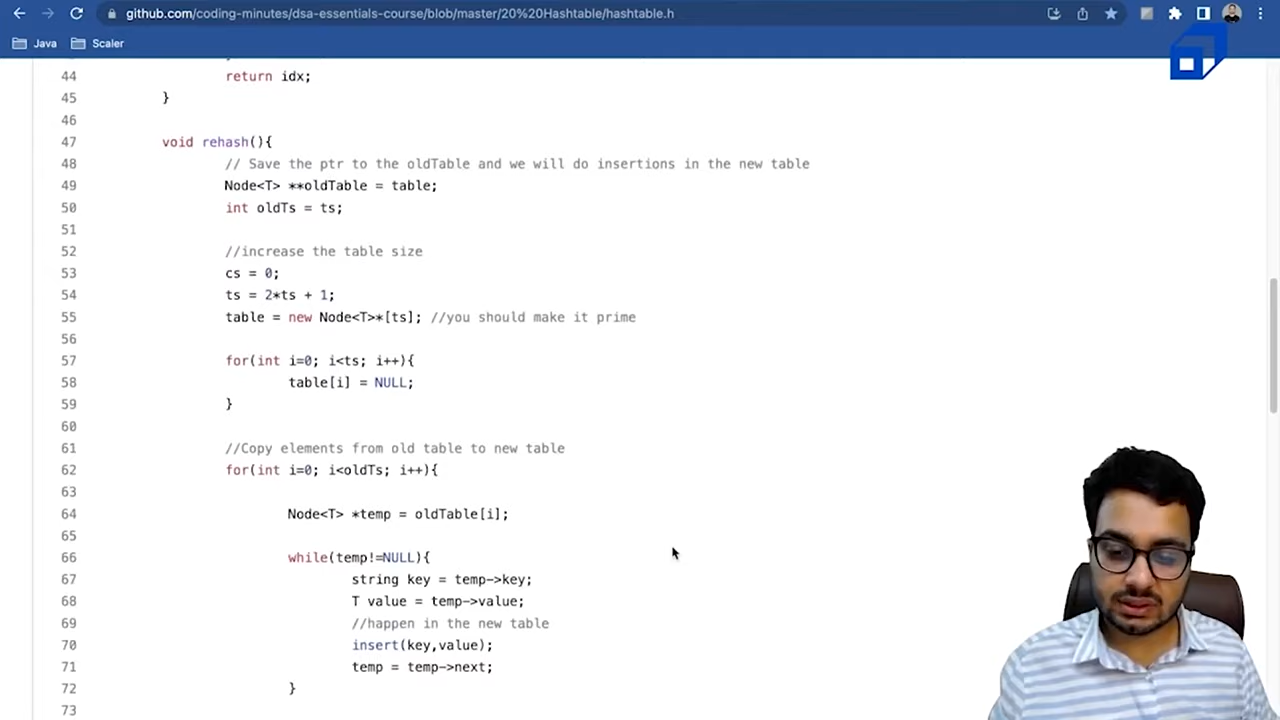 github.com/coding-minutes/dsa-essentials-course/blob/master/20%20Hashtable/hashtable.h
Java Scaler
44 return idx;
45 }
46
47 void rehash(){
48 // Save the ptr to the oldTable and we will do insertions in the new table
49 Node<T> **oldTable = table;
50 int oldTs = ts;
51
52 //increase the table size
53 cs = 0;
54 ts = 2*ts + 1;
55 table = new Node<T>*[ts]; //you should make it prime
56
57 for(int i=0; i<ts; i++){
58 table[i] = NULL;
59 }
60
61 //Copy elements from old table to new table
62 for(int i=0; i<oldTs; i++){
63
64 Node<T> *temp = oldTable[i];
65
66 while(temp!=NULL){
67 string key = temp->key;
68 T value = temp->value;
69 //happen in the new table
70 insert(key,value);
71 temp = temp->next;
72 }
73